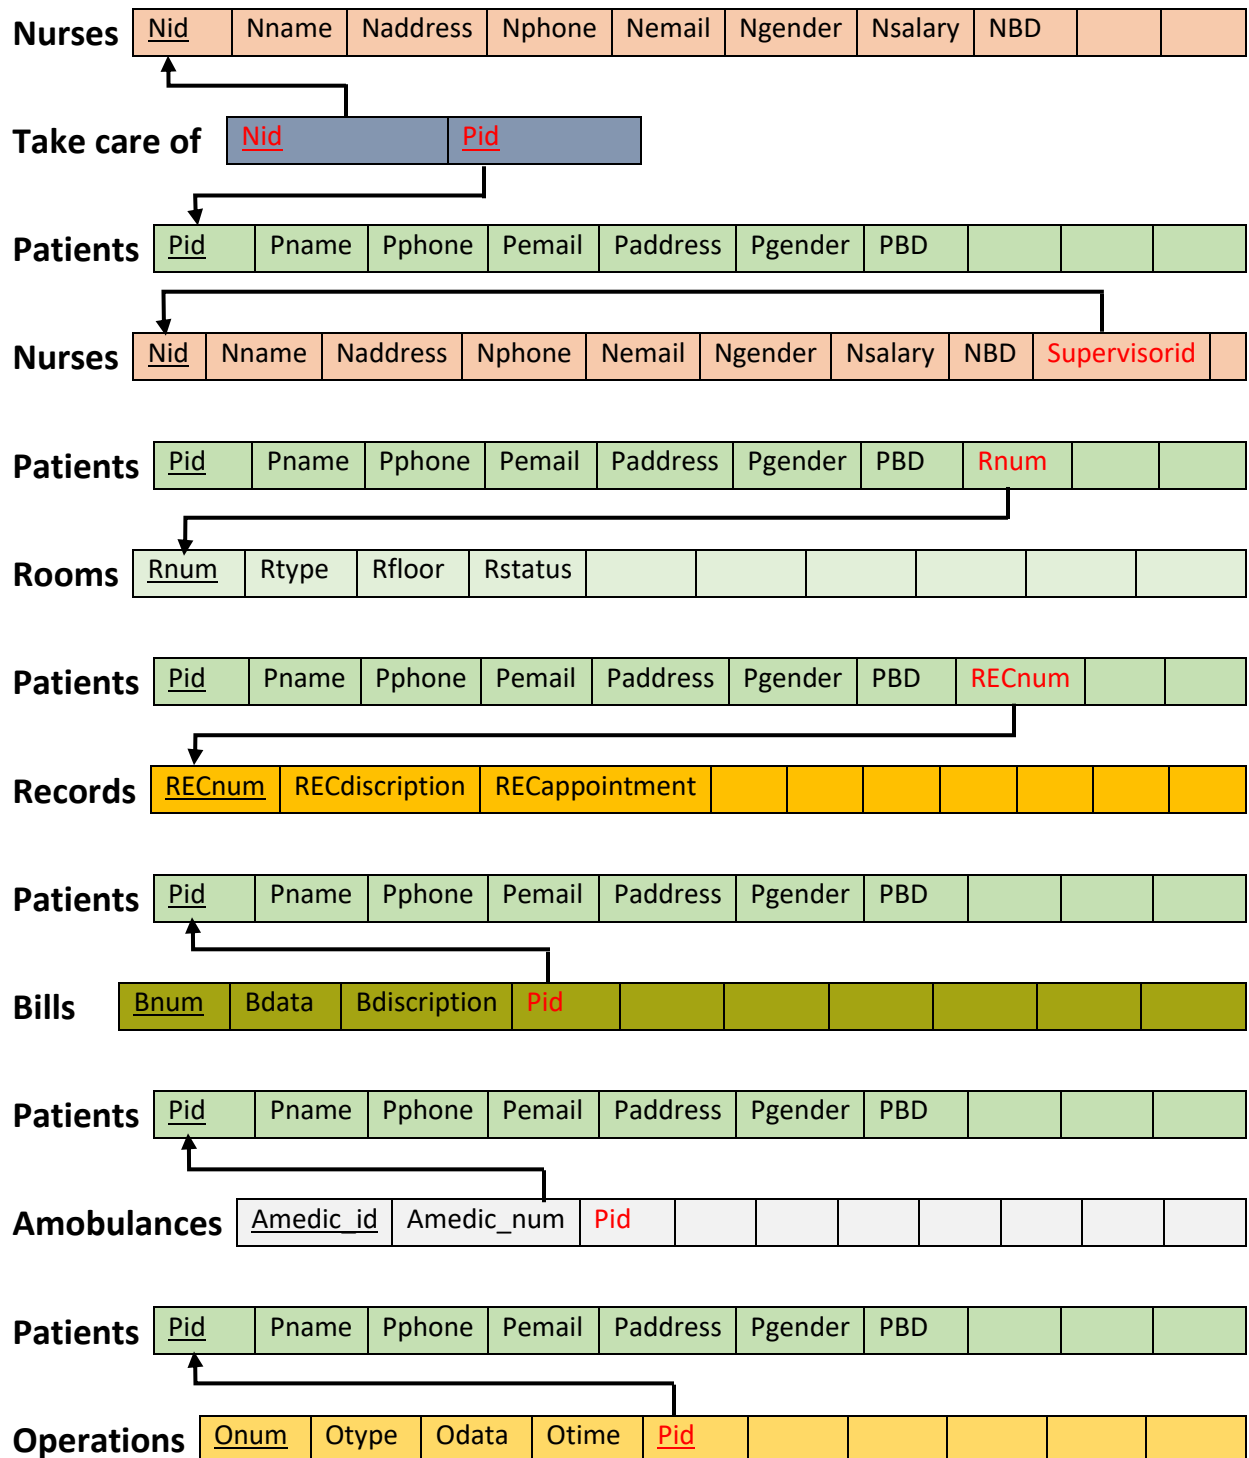 Nurses Nid Nname Naddress Nphone Nemail Ngender Nsalary NBD
Take care of Nid Pid
Patients Pid Pname Pphone Pemail Paddress Pgender PBD
Nurses Nid Nname Naddress Nphone Nemail Ngender Nsalary NBD Supervisorid
Patients Pid Pname Pphone Pemail Paddress Pgender PBD Rnum
Rooms Rnum Rtype Rfloor Rstatus
Patients Pid Pname Pphone Pemail Paddress Pgender PBD RECnum
Records RECnum RECdiscription RECappointment
Patients Pid Pname Pphone Pemail Paddress Pgender PBD
Bills Bnum Bdata Bdiscription Pid
Patients Pid Pname Pphone Pemail Paddress Pgender PBD
Amobulances Amedic_id Amedic_num Pid
Patients Pid Pname Pphone Pemail Paddress Pgender PBD
Operations Onum Otype Odata Otime Pid